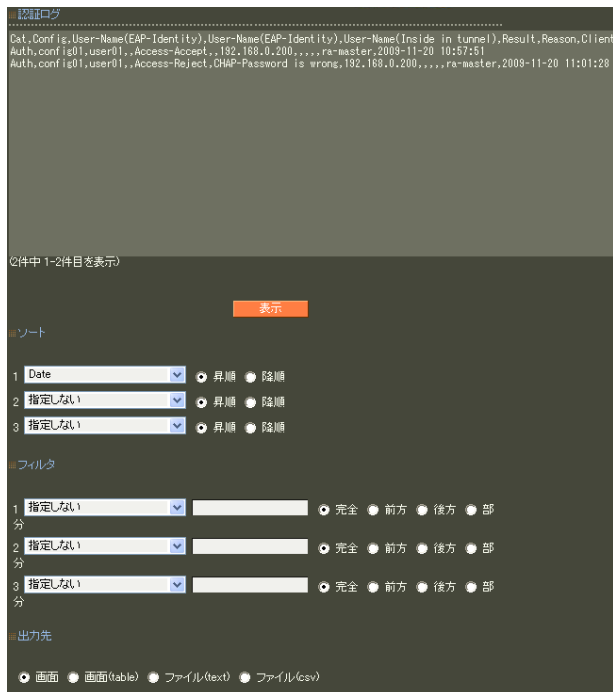 認証ログ
Cat,Config,User-Name(EAP-Identity),User-Name(EAP-Identity),User-Name(Inside in tunnel),Result,Reason,Client
Auth,config01,user01,,Access-Accept,,192.168.0.200,,,,,ra-master,2009-11-20 10:57:51
Auth,config01,user01,,Access-Reject,CHAP-Password is wrong,192.168.0.200,,,,,ra-master,2009-11-20 11:01:28
(2件中 1-2件目を表示)
表示
ソート
1 Date 昇順 降順
2 指定しない 昇順 降順
3 指定しない 昇順 降順
フィルタ
1 指定しない 完全 前方 後方 部
分
2 指定しない 完全 前方 後方 部
分
3 指定しない 完全 前方 後方 部
分
出力先
画面 画面(table) ファイル(text) ファイル(csv)